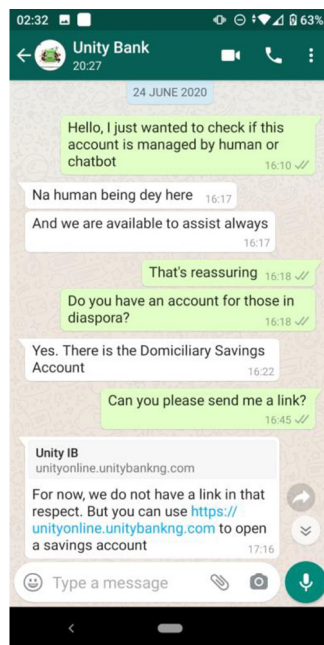 02:32
63%
Unity Bank
20:27
24 JUNE 2020
Hello, I just wanted to check if this
account is managed by human or
chatbot
16:10
Na human being dey here 16:17
And we are available to assist always
16:17
That's reassuring 16:18
Do you have an account for those in
diaspora? 16:18
Yes. There is the Domiciliary Savings
Account 16:22
Can you please send me a link?
16:45
Unity IB
unityonline.unitybankng.com
For now, we do not have a link in that
respect. But you can use https://
unityonline.unitybankng.com to open
a savings account 17:16
Type a message